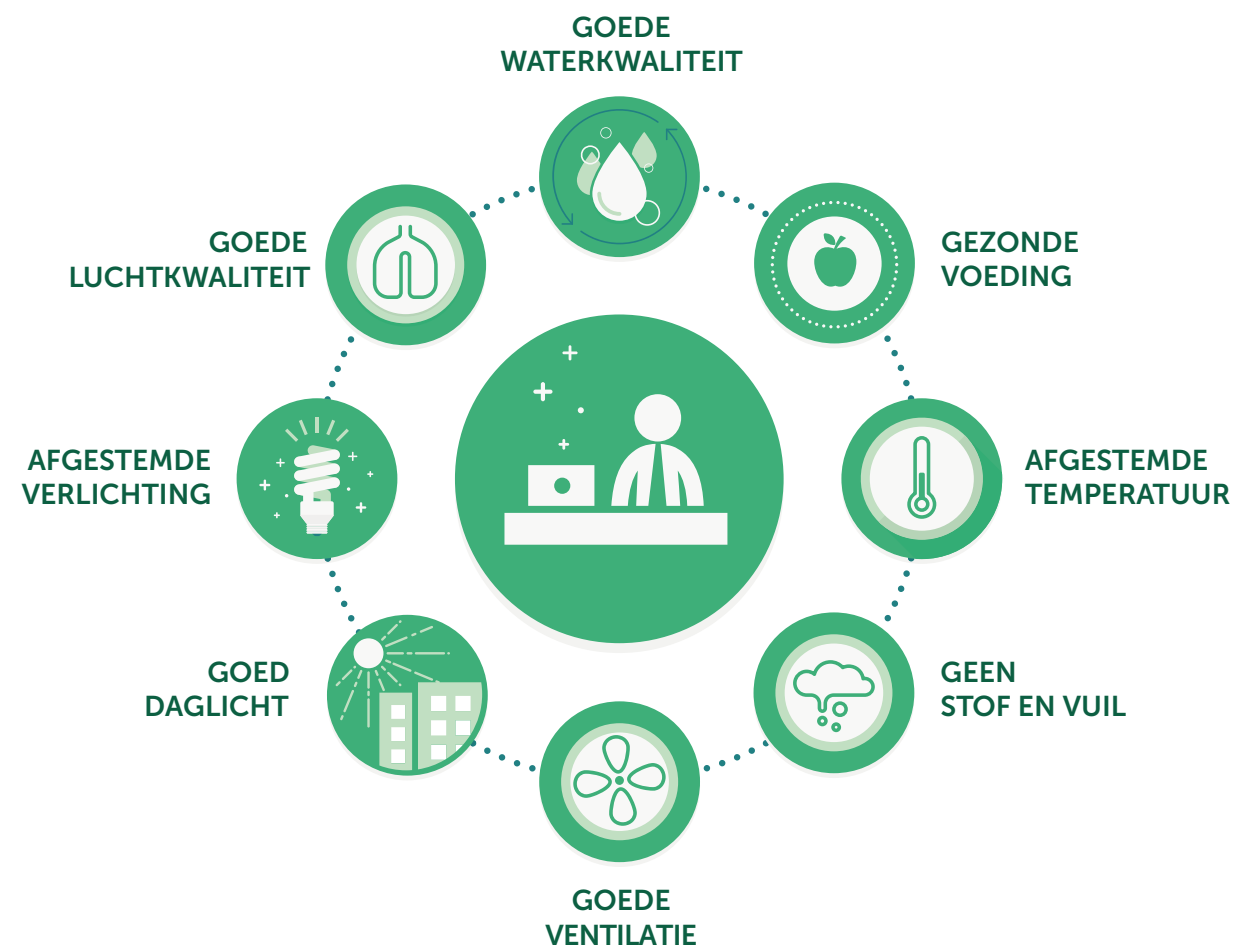 GOEDE
WATERKWALITEIT
GOEDE
LUCHTKWALITEIT
GEZONDE
VOEDING
AFGESTEMDE
VERLICHTING
AFGESTEMDE
TEMPERATUUR
GOED
DAGLICHT
GEEN
STOF EN VUIL
GOEDE
VENTILATIE